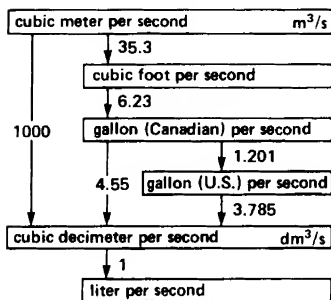 cubic meter per second m³/s
35.3
cubic foot per second
6.23
1000
gallon (Canadian) per second
1.201
4.55
gallon (U.S.) per second
3.785
cubic decimeter per second dm³/s
1
liter per second